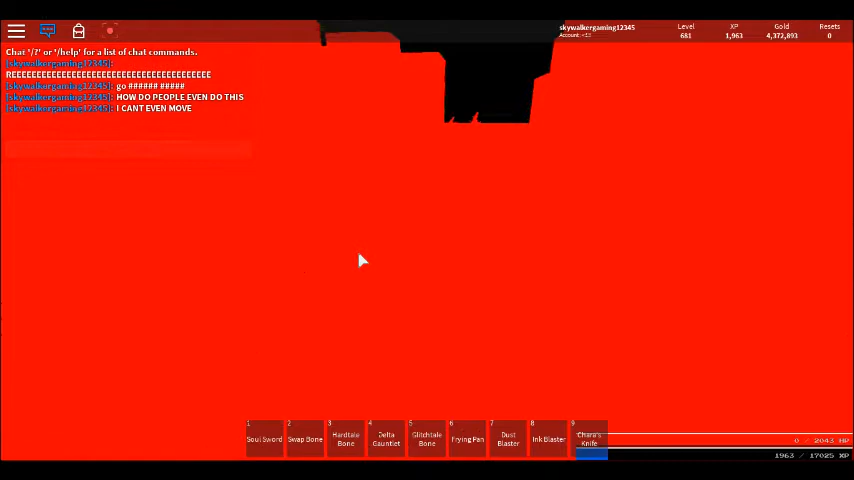 skywalkergaming12345
Account: <13
Level
681
XP
1,963
Gold
4,372,893
Resets
0
Chat '/?' or '/help' for a list of chat commands.
[skywalkergaming12345]:
REEEEEEEEEEEEEEEEEEEEEEEEEEEEEEEEEEEEEEEEE
[skywalkergaming12345]: go ###### #####
[skywalkergaming12345]: HOW DO PEOPLE EVEN DO THIS
[skywalkergaming12345]: I CANT EVEN MOVE
1
Soul Sword
2
Swap Bone
3
Hardtale
Bone
4
Delta
Gauntlet
5
Glitchtale
Bone
6
Frying Pan
7
Dust
Blaster
8
Ink Blaster
9
Chara's
Knife
0 / 2043 HP
1963 / 17025 XP